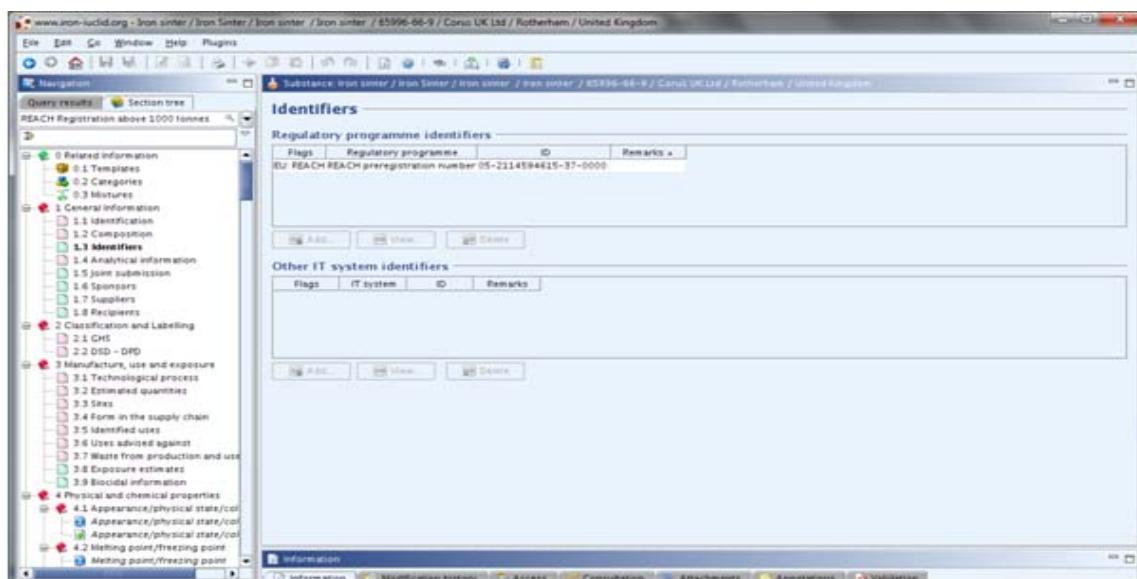 www.iron-iuclid.org - Iron sinter / Iron Sinter / Iron sinter / Iron sinter / 65996-66-9 / Corus UK Ltd / Rotherham / United Kingdom
File Edit Go Window Help Plugins
Navigation
Substance: Iron sinter / Iron Sinter / Iron sinter / Iron sinter / 65996-66-9 / Corus UK Ltd / Rotherham / United Kingdom
Query results Section tree
REACH Registration above 1000 tonnes
Identifiers
Regulatory programme identifiers
Flags Regulatory programme ID Remarks
EU: REACH REACH preregistration number 05-2114594615-37-0000
Add... View... Delete
Other IT system identifiers
Flags IT system ID Remarks
Add... View... Delete
0 Related information
0.1 Templates
0.2 Categories
0.3 Mixtures
1 General information
1.1 Identification
1.2 Composition
1.3 Identifiers
1.4 Analytical information
1.5 Joint submission
1.6 Sponsors
1.7 Suppliers
1.8 Recipients
2 Classification and Labelling
2.1 GHS
2.2 DSD - DPD
3 Manufacture, use and exposure
3.1 Technological process
3.2 Estimated quantities
3.3 Sites
3.4 Form in the supply chain
3.5 Identified uses
3.6 Uses advised against
3.7 Waste from production and use
3.8 Exposure estimates
3.9 Biocidal information
4 Physical and chemical properties
4.1 Appearance/physical state/col
Appearance/physical state/col
Appearance/physical state/col
4.2 Melting point/freezing point
Melting point/freezing point
Information
Information Modification history Access Consultation Attachments Annotations Validation